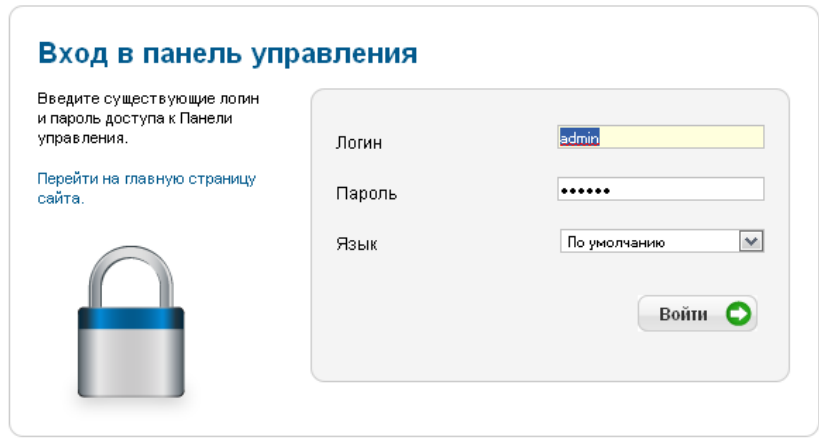 Вход в панель управления
Введите существующие логин
и пароль доступа к Панели
управления.
Перейти на главную страницу
сайта.
Логин
admin
Пароль
••••••
Язык
По умолчанию
Войти